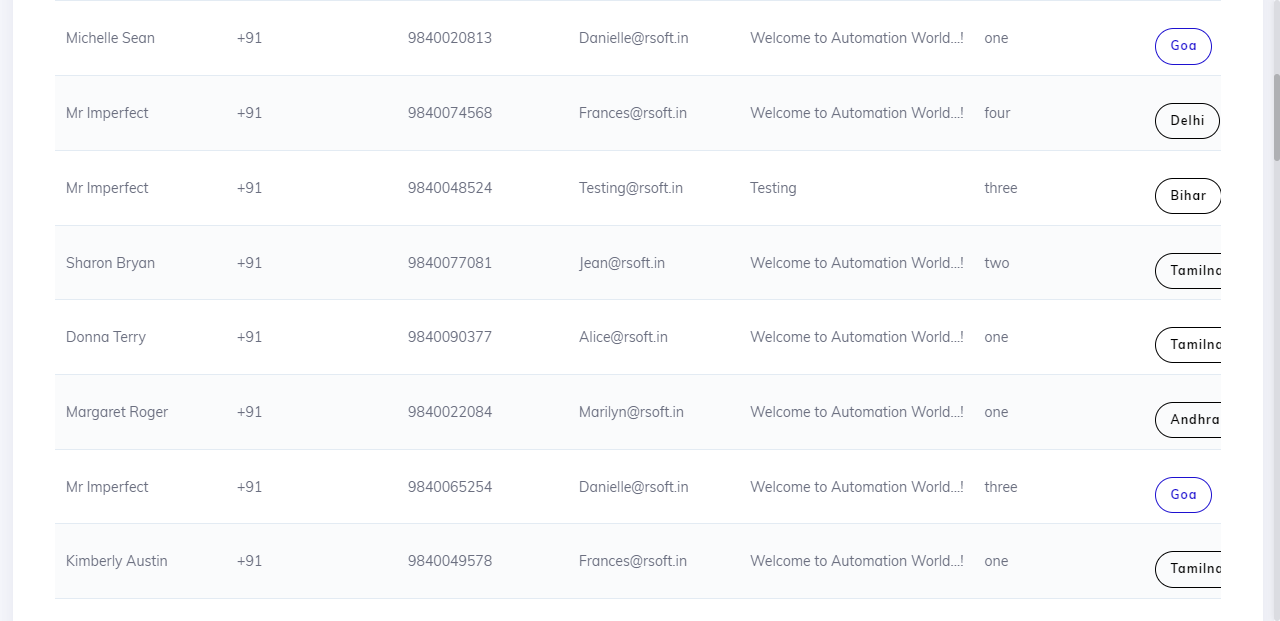 Michelle Sean +91 9840020813 Danielle@rsoft.in Welcome to Automation World...! one Goa
Mr Imperfect +91 9840074568 Frances@rsoft.in Welcome to Automation World...! four Delhi
Mr Imperfect +91 9840048524 Testing@rsoft.in Testing three Bihar
Sharon Bryan +91 9840077081 Jean@rsoft.in Welcome to Automation World...! two Tamilna
Donna Terry +91 9840090377 Alice@rsoft.in Welcome to Automation World...! one Tamilna
Margaret Roger +91 9840022084 Marilyn@rsoft.in Welcome to Automation World...! one Andhra
Mr Imperfect +91 9840065254 Danielle@rsoft.in Welcome to Automation World...! three Goa
Kimberly Austin +91 9840049578 Frances@rsoft.in Welcome to Automation World...! one Tamilna